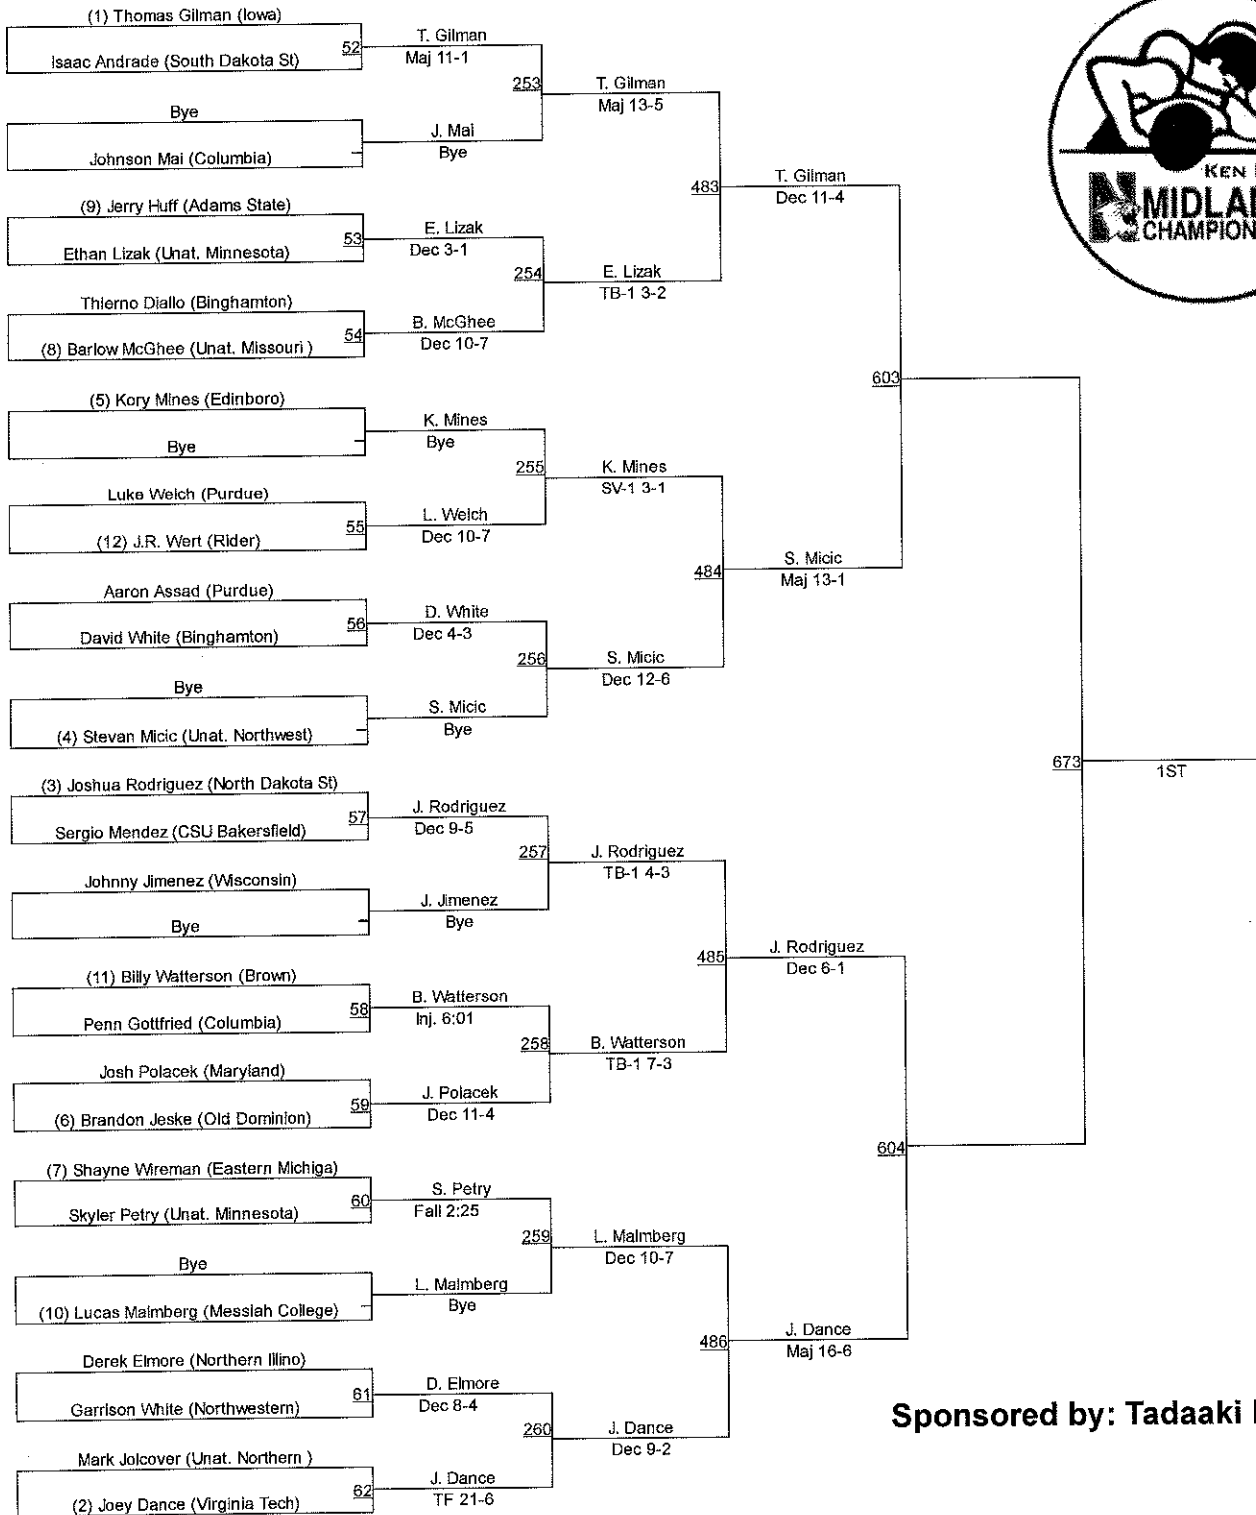 (1) Thomas Gilman (Iowa)
52
Isaac Andrade (South Dakota St)
T. Gilman
Maj 11-1
Bye
Johnson Mai (Columbia)
J. Mai
Bye
253
T. Gilman
Maj 13-5
(9) Jerry Huff (Adams State)
53
Ethan Lizak (Unat. Minnesota)
E. Lizak
Dec 3-1
Thierno Diallo (Binghamton)
54
(8) Barlow McGhee (Unat. Missouri )
B. McGhee
Dec 10-7
254
E. Lizak
TB-1 3-2
483
T. Gilman
Dec 11-4
(5) Kory Mines (Edinboro)
Bye
K. Mines
Bye
Luke Welch (Purdue)
55
(12) J.R. Wert (Rider)
L. Welch
Dec 10-7
255
K. Mines
SV-1 3-1
Aaron Assad (Purdue)
56
David White (Binghamton)
D. White
Dec 4-3
Bye
(4) Stevan Micic (Unat. Northwest)
S. Micic
Bye
256
S. Micic
Dec 12-6
484
S. Micic
Maj 13-1
603
(3) Joshua Rodriguez (North Dakota St)
57
Sergio Mendez (CSU Bakersfield)
J. Rodriguez
Dec 9-5
Johnny Jimenez (Wisconsin)
Bye
J. Jimenez
Bye
257
J. Rodriguez
TB-1 4-3
(11) Billy Watterson (Brown)
58
Penn Gottfried (Columbia)
B. Watterson
Inj. 6:01
Josh Polacek (Maryland)
59
(6) Brandon Jeske (Old Dominion)
J. Polacek
Dec 11-4
258
B. Watterson
TB-1 7-3
485
J. Rodriguez
Dec 6-1
(7) Shayne Wireman (Eastern Michiga)
60
Skyler Petry (Unat. Minnesota)
S. Petry
Fall 2:25
Bye
(10) Lucas Malmberg (Messiah College)
L. Malmberg
Bye
259
L. Malmberg
Dec 10-7
Derek Elmore (Northern Illino)
61
Garrison White (Northwestern)
D. Elmore
Dec 8-4
Mark Jolcover (Unat. Northern )
62
(2) Joey Dance (Virginia Tech)
J. Dance
TF 21-6
260
J. Dance
Dec 9-2
486
J. Dance
Maj 16-6
604
673
1ST
KEN
N MIDLA
CHAMPION
Sponsored by: Tadaaki